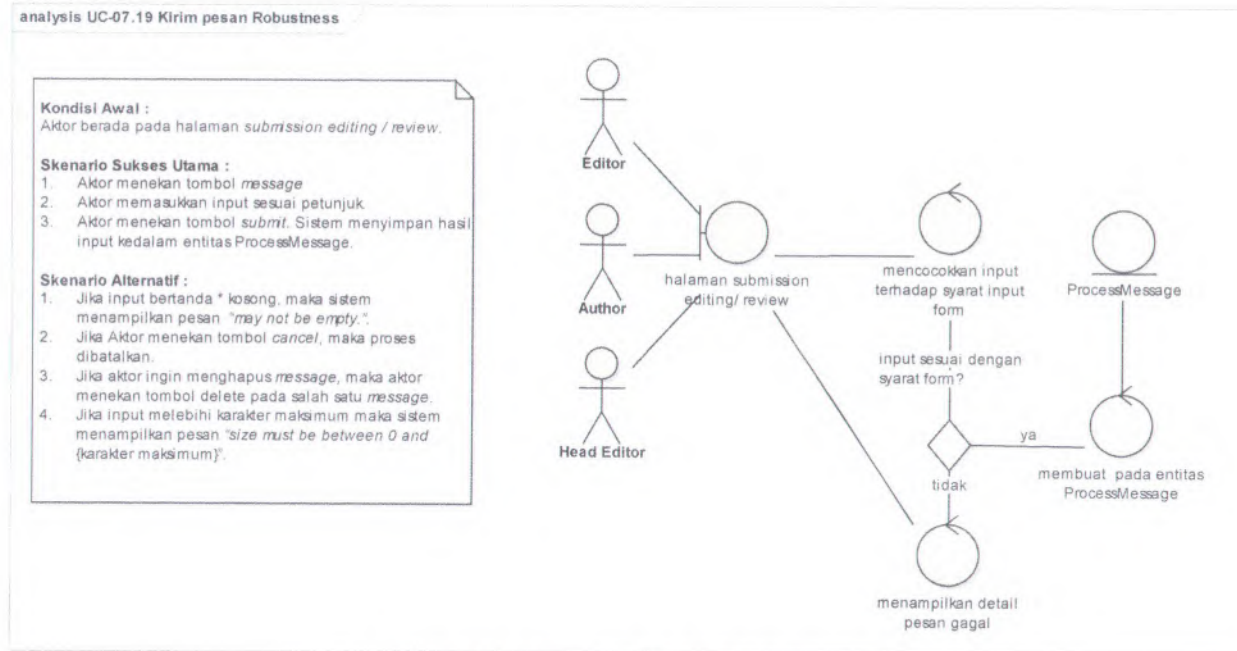 analysis UC-07.19 Kirim pesan Robustness
Kondisi Awal :
Aktor berada pada halaman submission editing / review.
Skenario Sukses Utama :
1. Aktor menekan tombol message
2. Aktor memasukkan input sesuai petunjuk.
3. Aktor menekan tombol submit. Sistem menyimpan hasil
input kedalam entitas ProcessMessage.
Skenario Alternatif :
1. Jika input bertanda * kosong, maka sistem
menampilkan pesan "may not be empty.".
2. Jika Aktor menekan tombol cancel, maka proses
dibatalkan.
3. Jika aktor ingin menghapus message, maka aktor
menekan tombol delete pada salah satu message.
4. Jika input melebihi karakter maksimum maka sistem
menampilkan pesan "size must be between 0 and
{karakter maksimum}".
Editor
Author
Head Editor
halaman submission
editing/ review
mencocokkan input
terhadap syarat input
form
ProcessMessage
input sesuai dengan
syarat form?
ya
tidak
membuat pada entitas
ProcessMessage
menampilkan detail
pesan gagal